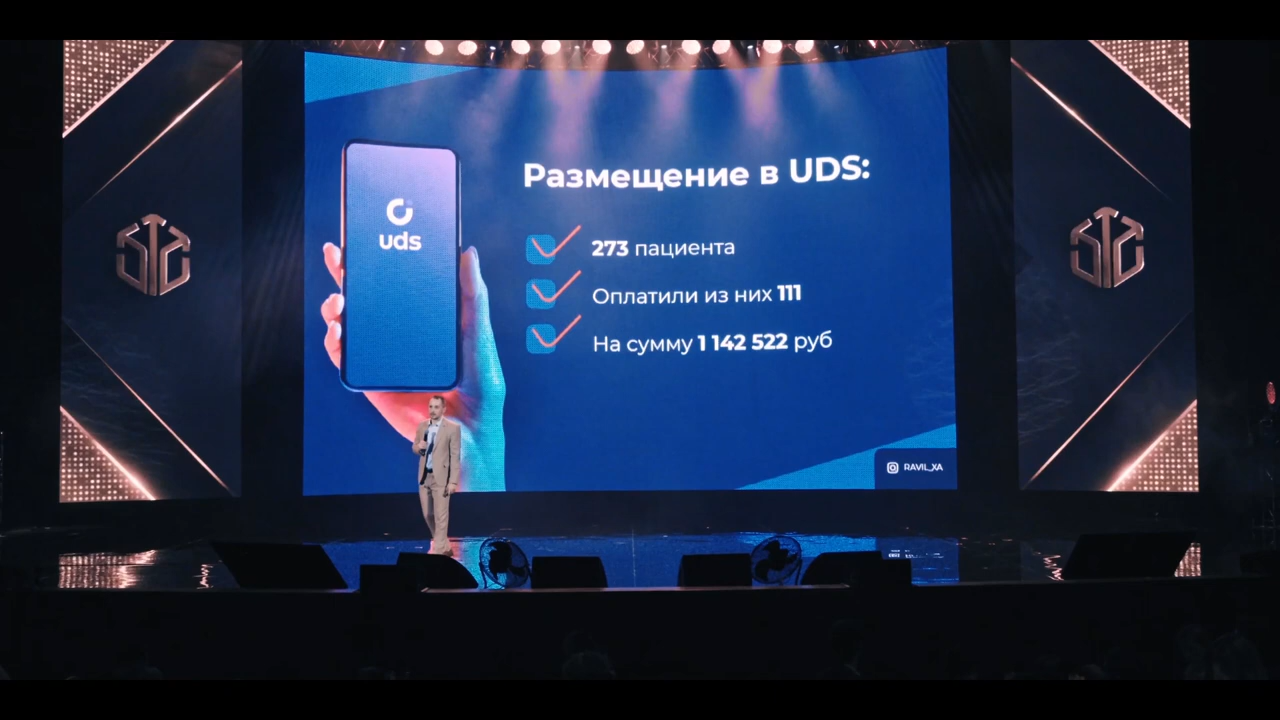 uds
Размещение в UDS:
273 пациента
Оплатили из них 111
На сумму 1 142 522 руб
RAVIL_XA